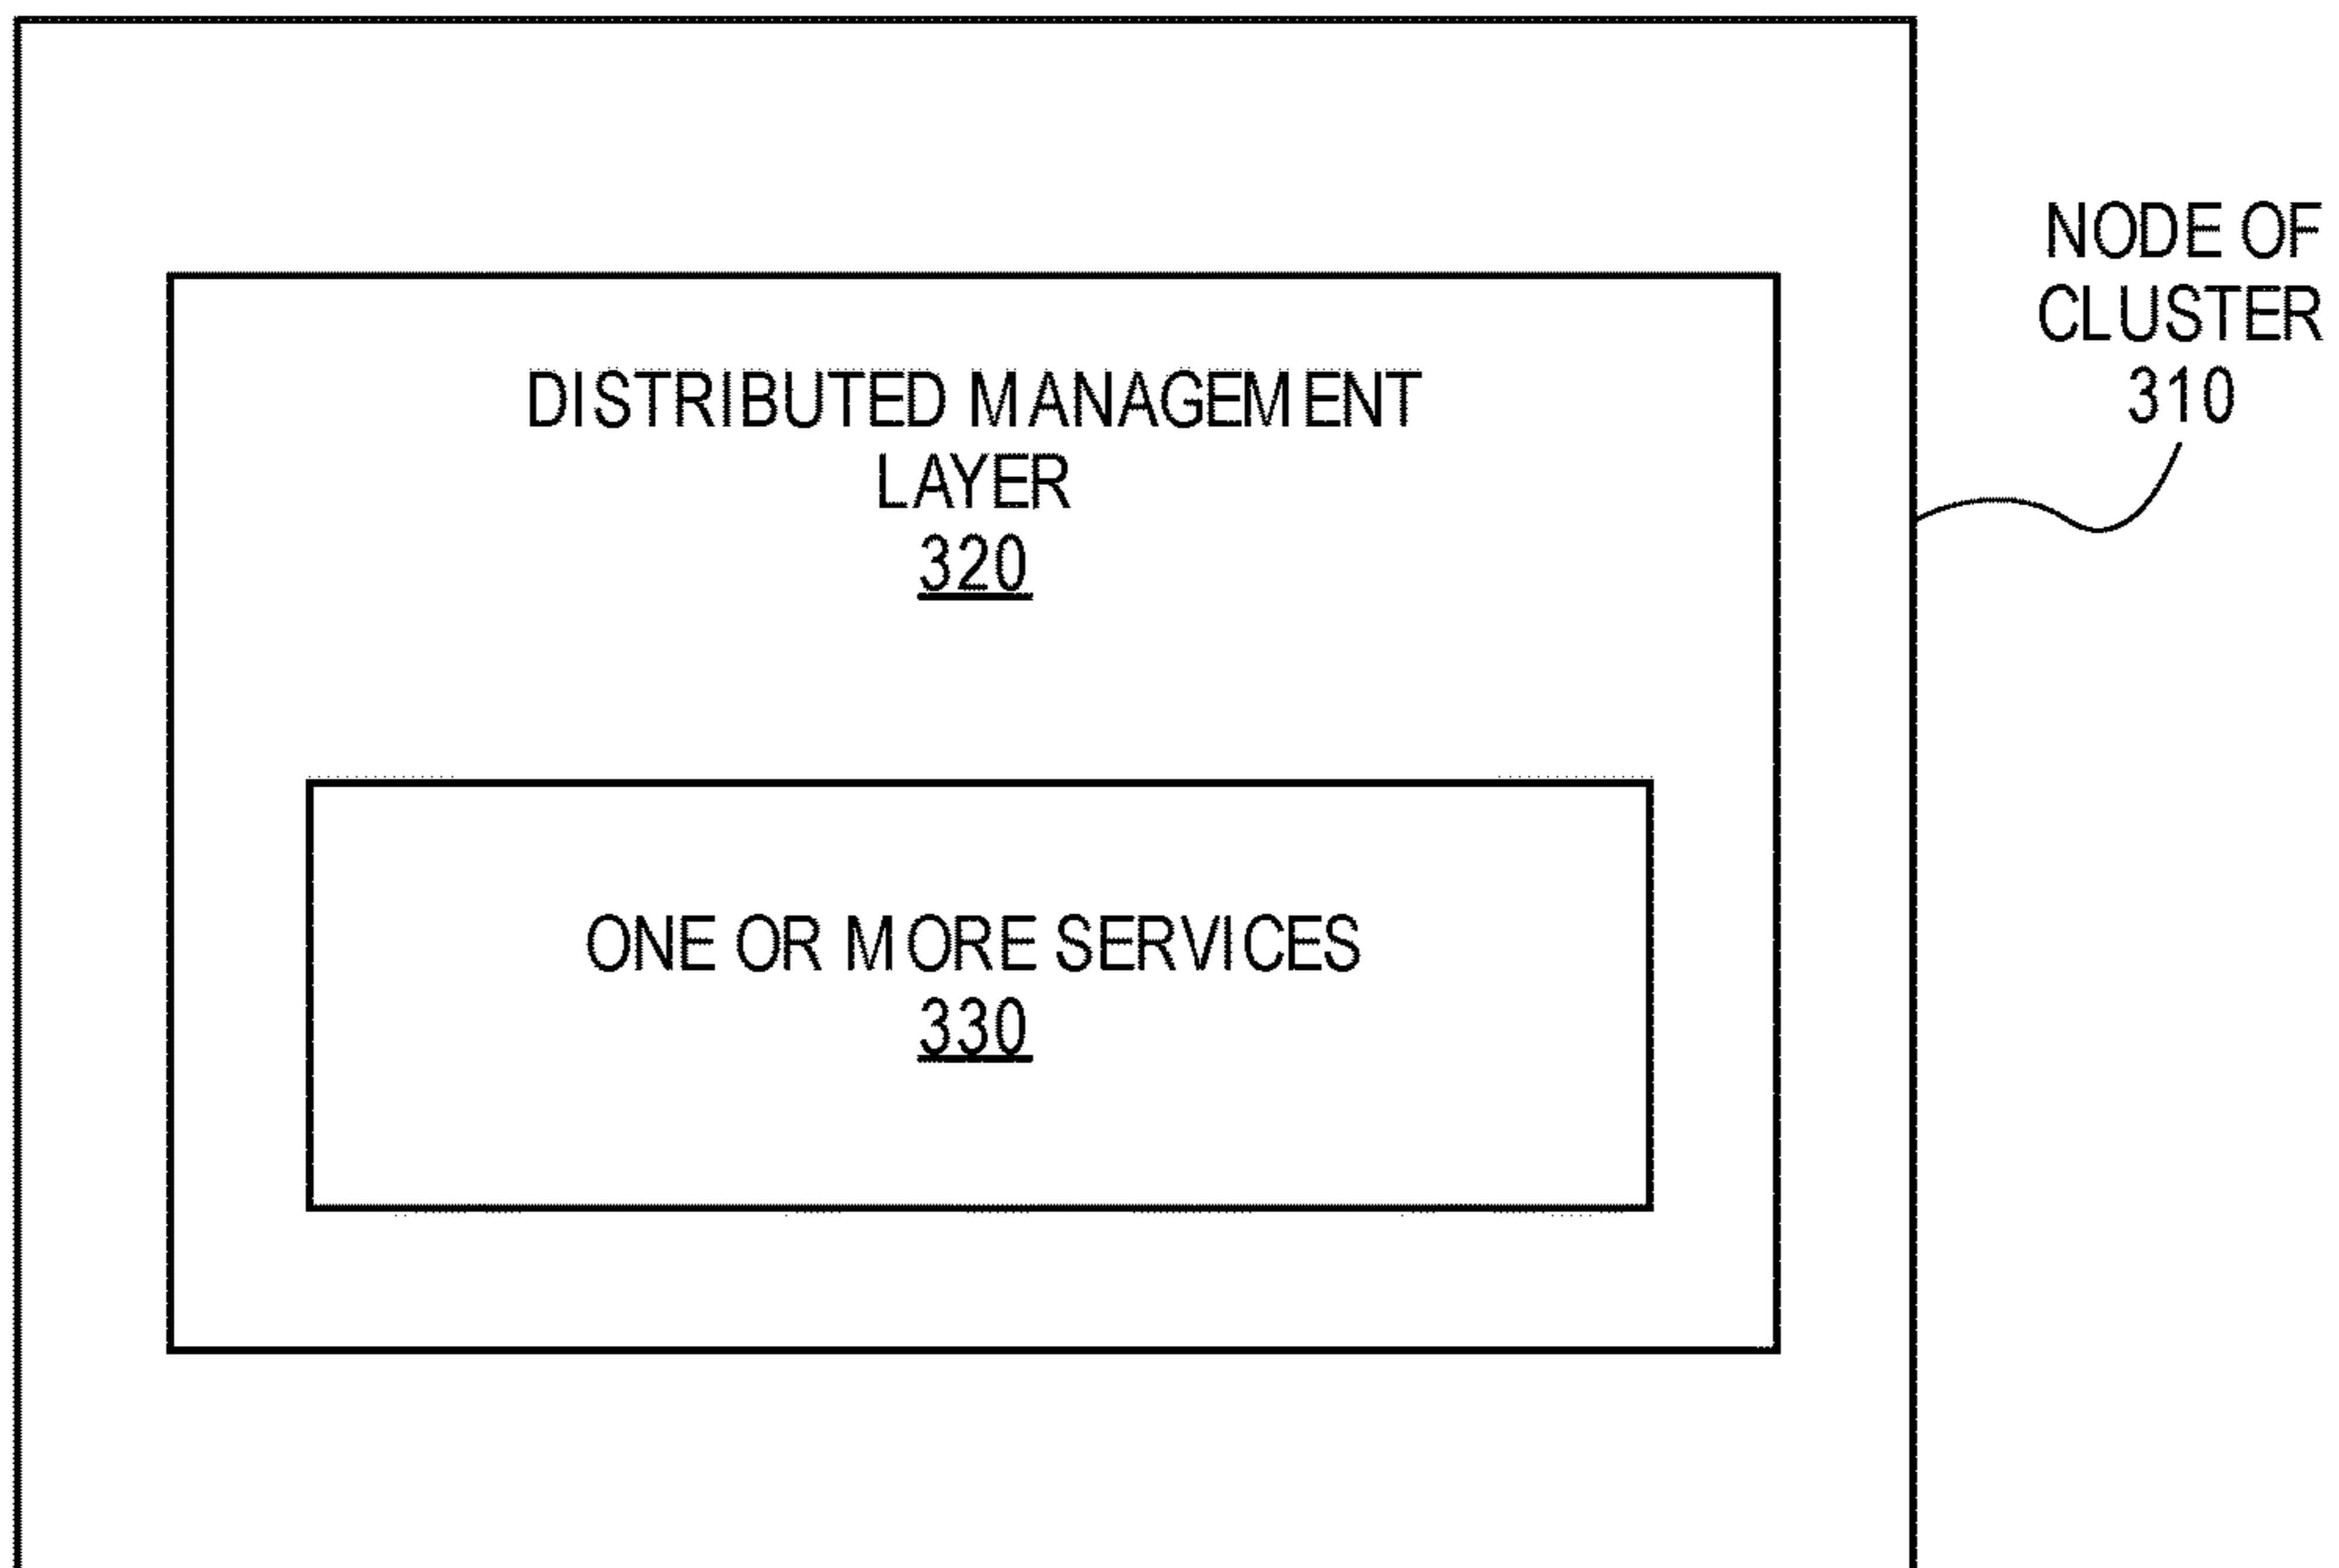 NODE OF
CLUSTER
310
DISTRIBUTED MANAGEMENT
LAYER
320
ONE OR MORE SERVICES
330